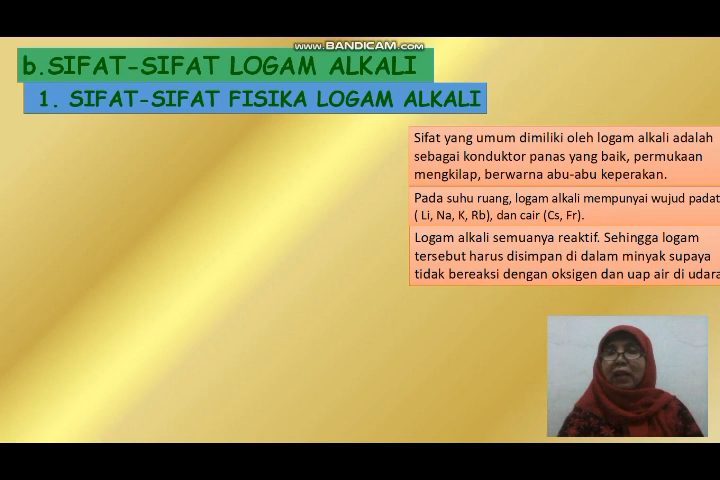 www.BANDICAM.com
b.SIFAT-SIFAT LOGAM ALKALI
1. SIFAT-SIFAT FISIKA LOGAM ALKALI
Sifat yang umum dimiliki oleh logam alkali adalah
sebagai konduktor panas yang baik, permukaan
mengkilap, berwarna abu-abu keperakan.
Pada suhu ruang, logam alkali mempunyai wujud padat
( Li, Na, K, Rb), dan cair (Cs, Fr).
Logam alkali semuanya reaktif. Sehingga logam
tersebut harus disimpan di dalam minyak supaya
tidak bereaksi dengan oksigen dan uap air di udara